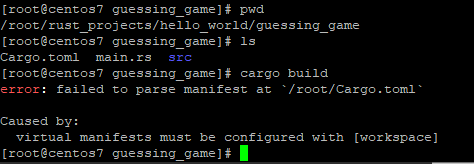 [root@centos7 guessing_game]# pwd
/root/rust_projects/hello_world/guessing_game
[root@centos7 guessing_game]# ls
Cargo.toml  main.rs  src
[root@centos7 guessing_game]# cargo build
error: failed to parse manifest at `/root/Cargo.toml`

Caused by:
  virtual manifests must be configured with [workspace]
[root@centos7 guessing_game]#